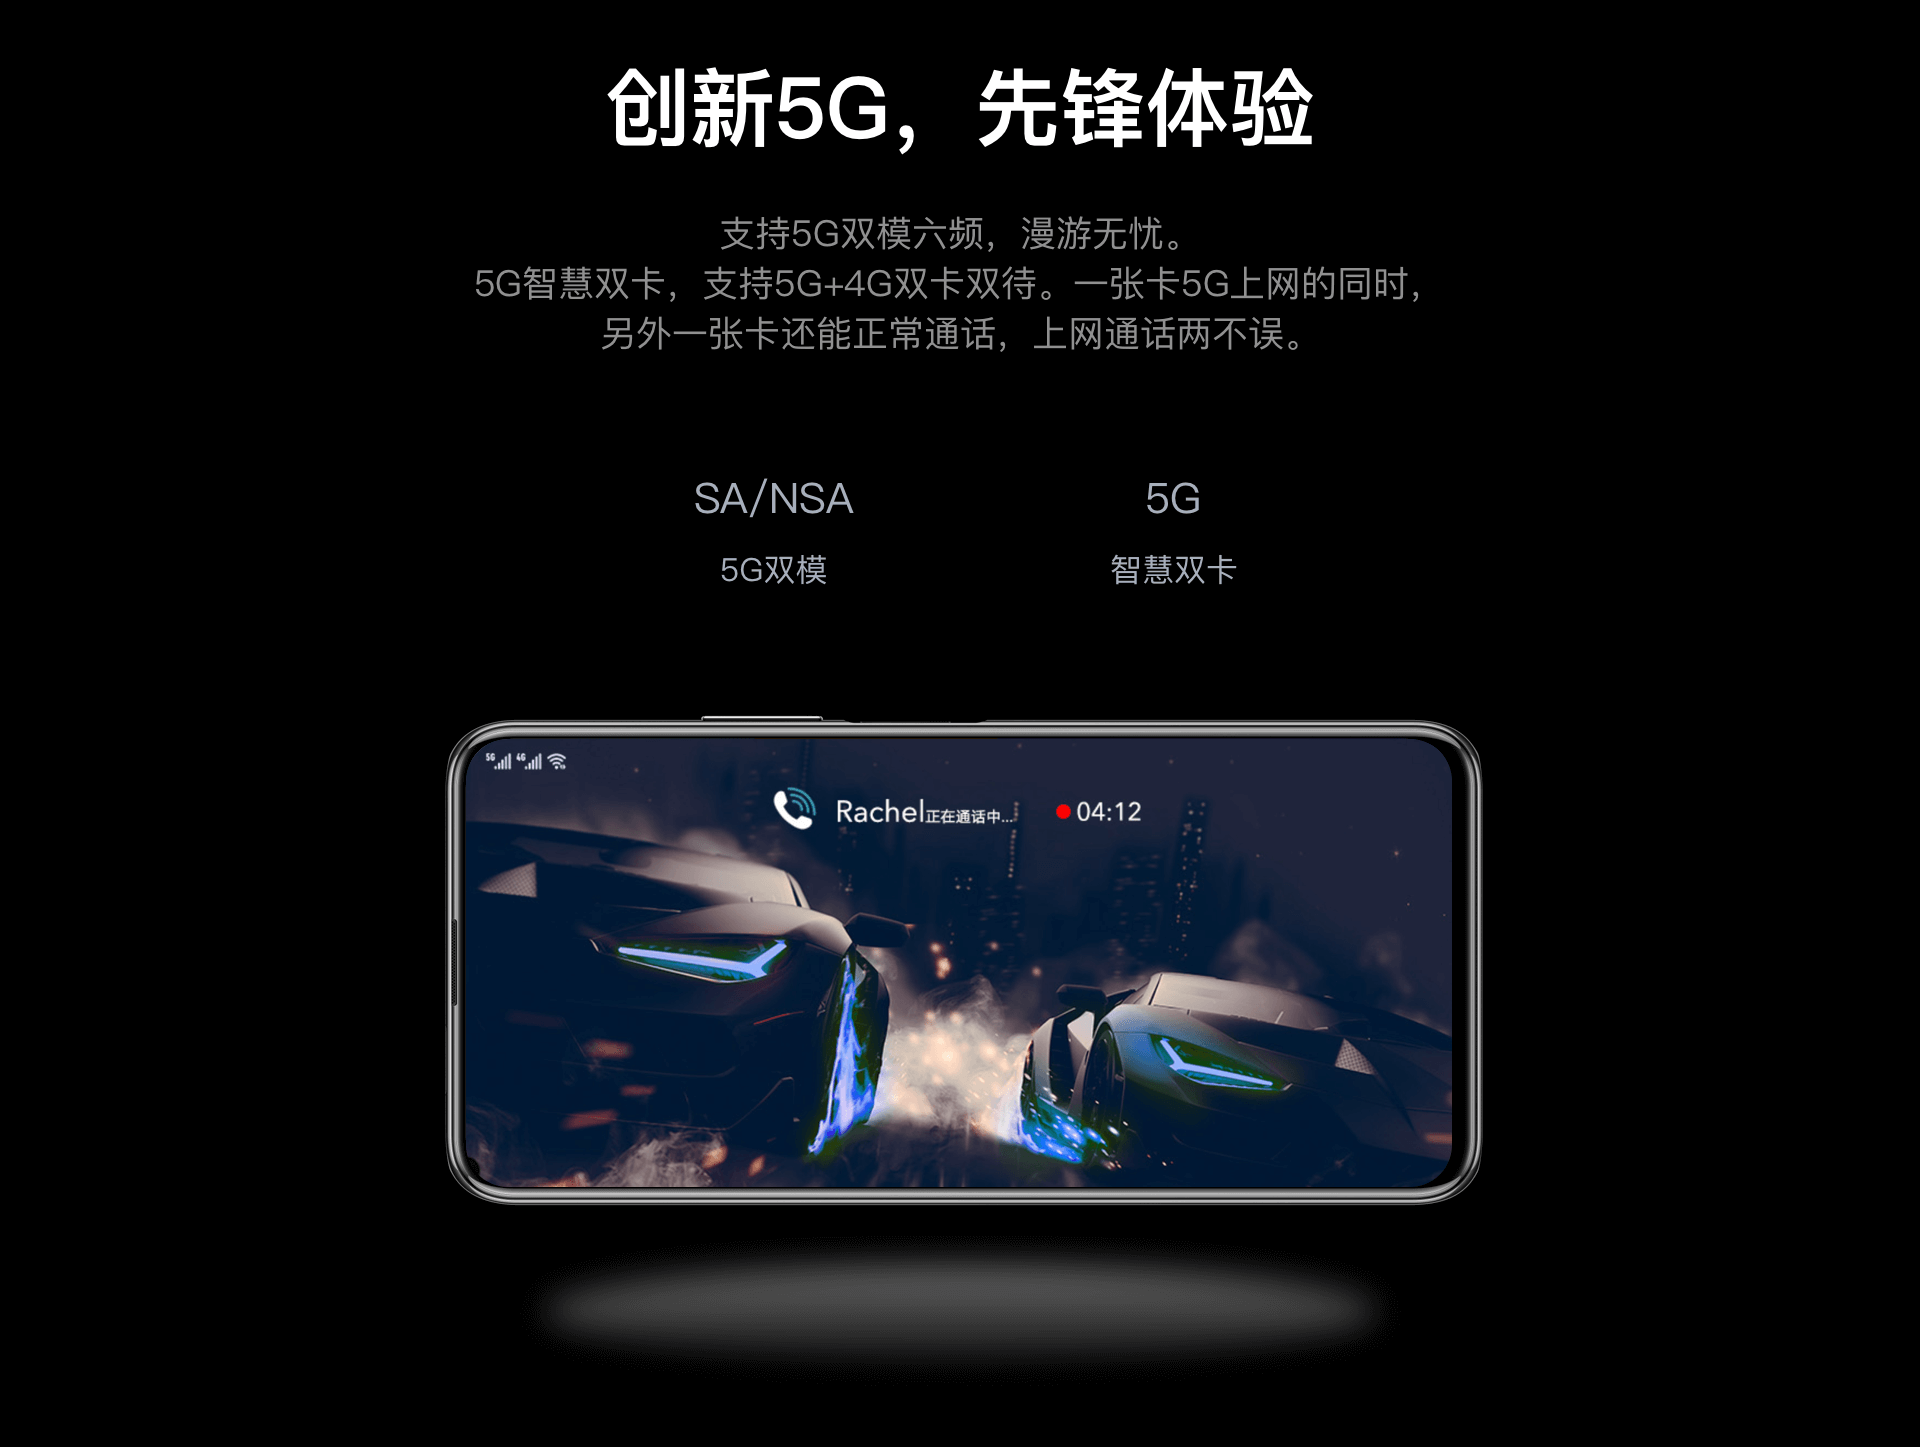 创新5G，先锋体验
支持5G双模六频，漫游无忧。
5G智慧双卡，支持5G+4G双卡双待。一张卡5G上网的同时，
另外一张卡还能正常通话，上网通话两不误。
SA/NSA
5G
5G双模
智慧双卡
5G 4G
Rachel正在通话中... 04:12